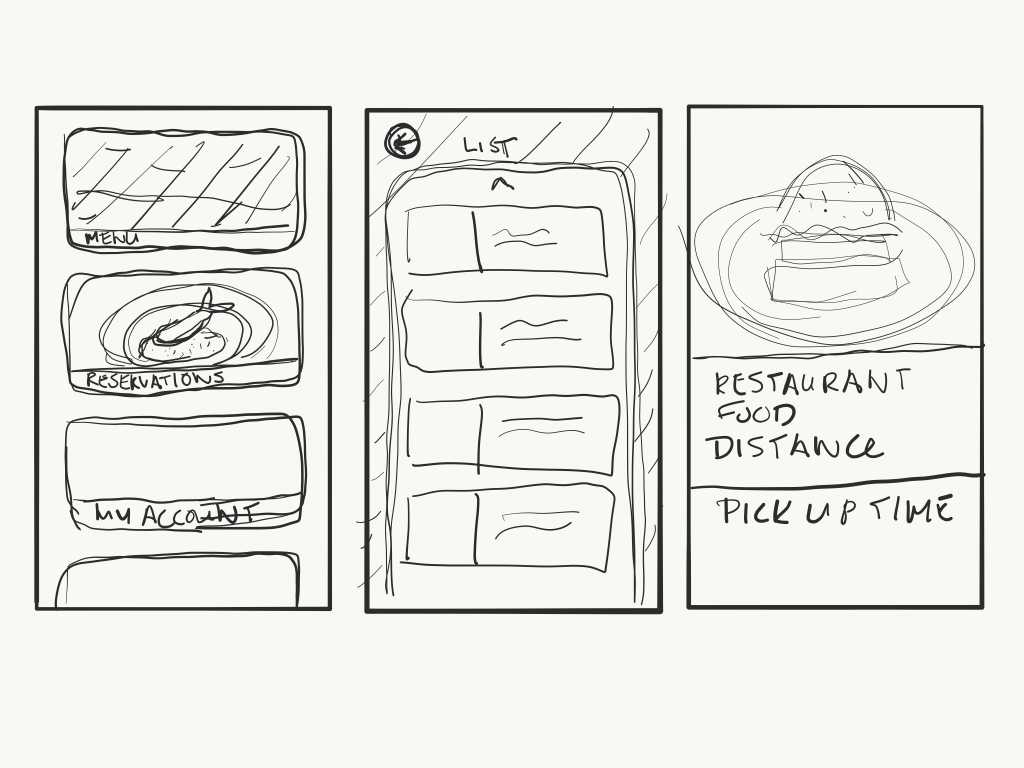 MENU
RESERVATIONS
MY ACCOUNT
LIST
RESTAURANT
FOOD
DISTANCE
PICK UP TIME